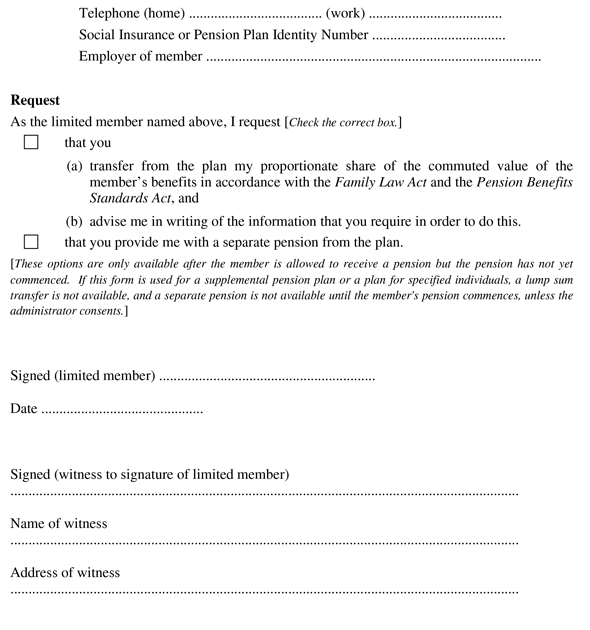 Telephone (home) ..................................... (work) .....................................
Social Insurance or Pension Plan Identity Number .....................................
Employer of member .............................................................................................
Request
As the limited member named above, I request [Check the correct box.]
☐ that you
(a) transfer from the plan my proportionate share of the commuted value of the
member's benefits in accordance with the Family Law Act and the Pension Benefits
Standards Act, and
(b) advise me in writing of the information that you require in order to do this.
☐ that you provide me with a separate pension from the plan.
[These options are only available after the member is allowed to receive a pension but the pension has not yet
commenced. If this form is used for a supplemental pension plan or a plan for specified individuals, a lump sum
transfer is not available, and a separate pension is not available until the member's pension commences, unless the
administrator consents.]
Signed (limited member) ............................................................
Date .............................................
Signed (witness to signature of limited member)
.............................................................................................................................................
Name of witness
.............................................................................................................................................
Address of witness
.............................................................................................................................................